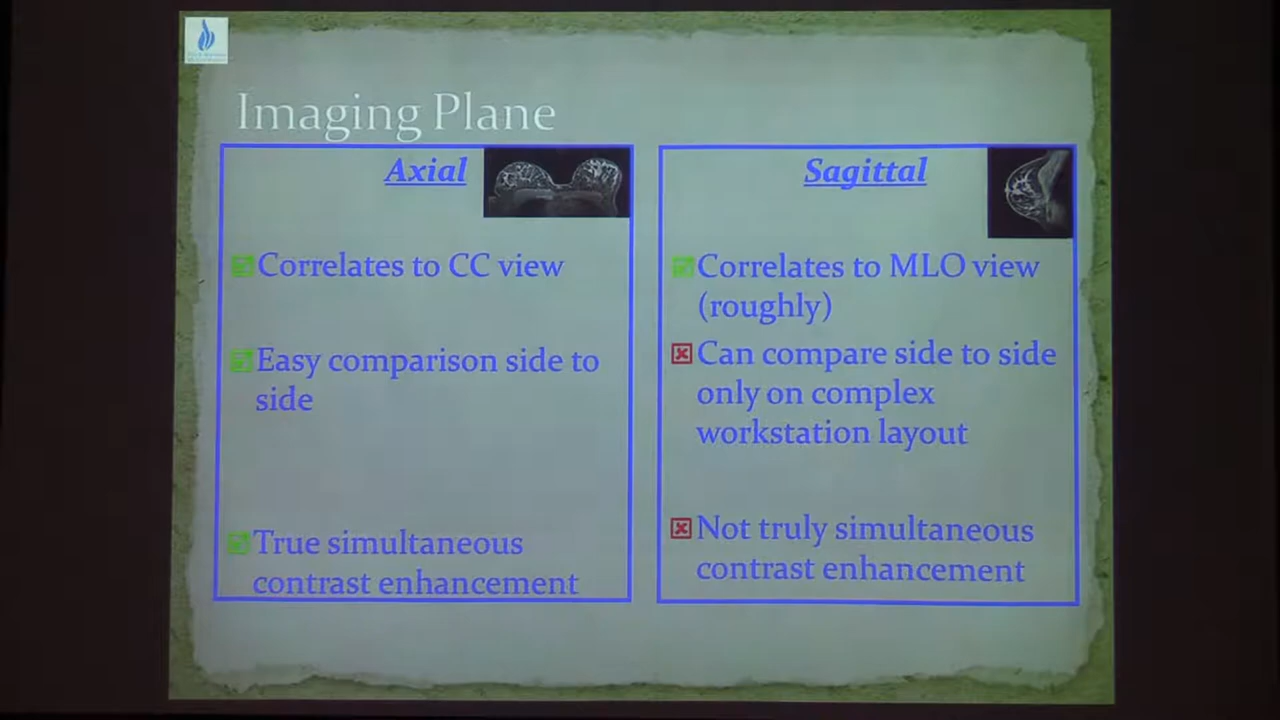 Imaging Plane
Axial
Correlates to CC view
Easy comparison side to
side
True simultaneous
contrast enhancement
Sagittal
Correlates to MLO view
(roughly)
Can compare side to side
only on complex
workstation layout
Not truly simultaneous
contrast enhancement